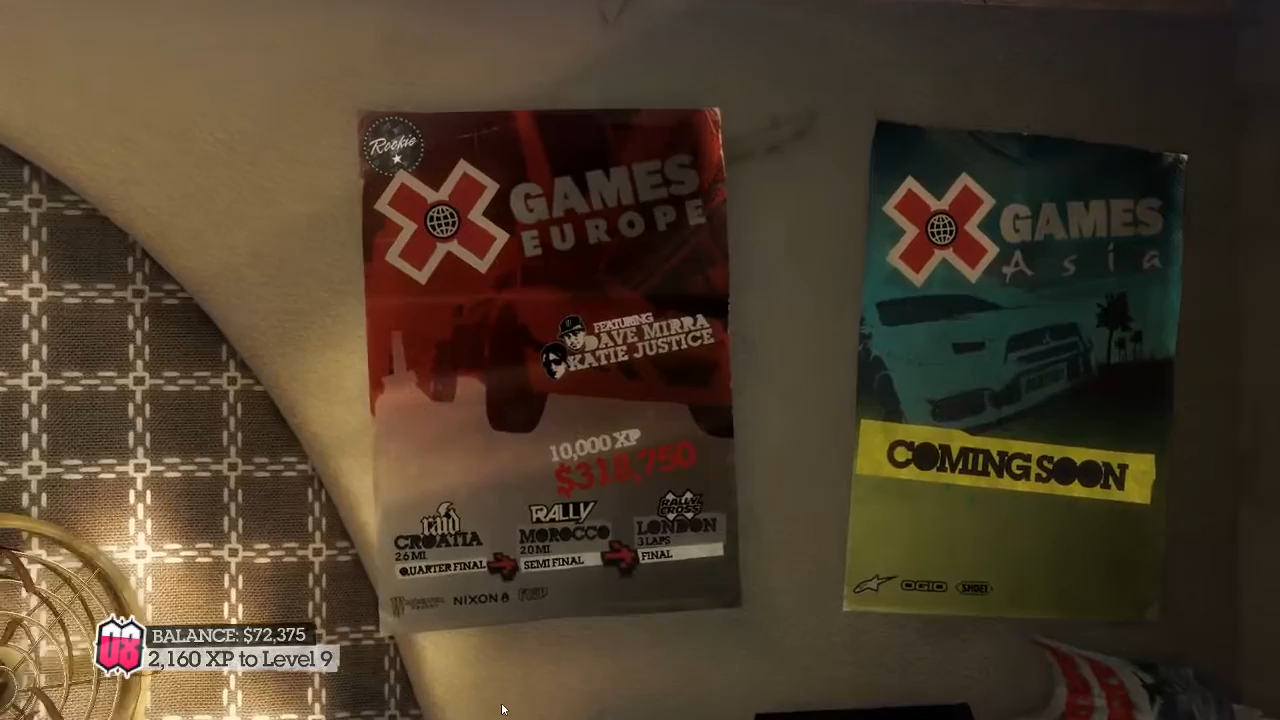 Rookie
GAMES
EUROPE
FEATURING
DAVE MIRRA
KATIE JUSTICE
10,000 XP
$318,750
raid
CROATIA
2.6 MI
QUARTER FINAL
RALLY
MOROCCO
2.0 MI
SEMI FINAL
RALLY
CROSS
LONDON
3 LAPS
FINAL
NIXON
GAMES
Asia
COMING SOON
OGIO
SHOEI
08
BALANCE: $72,375
2,160 XP to Level 9